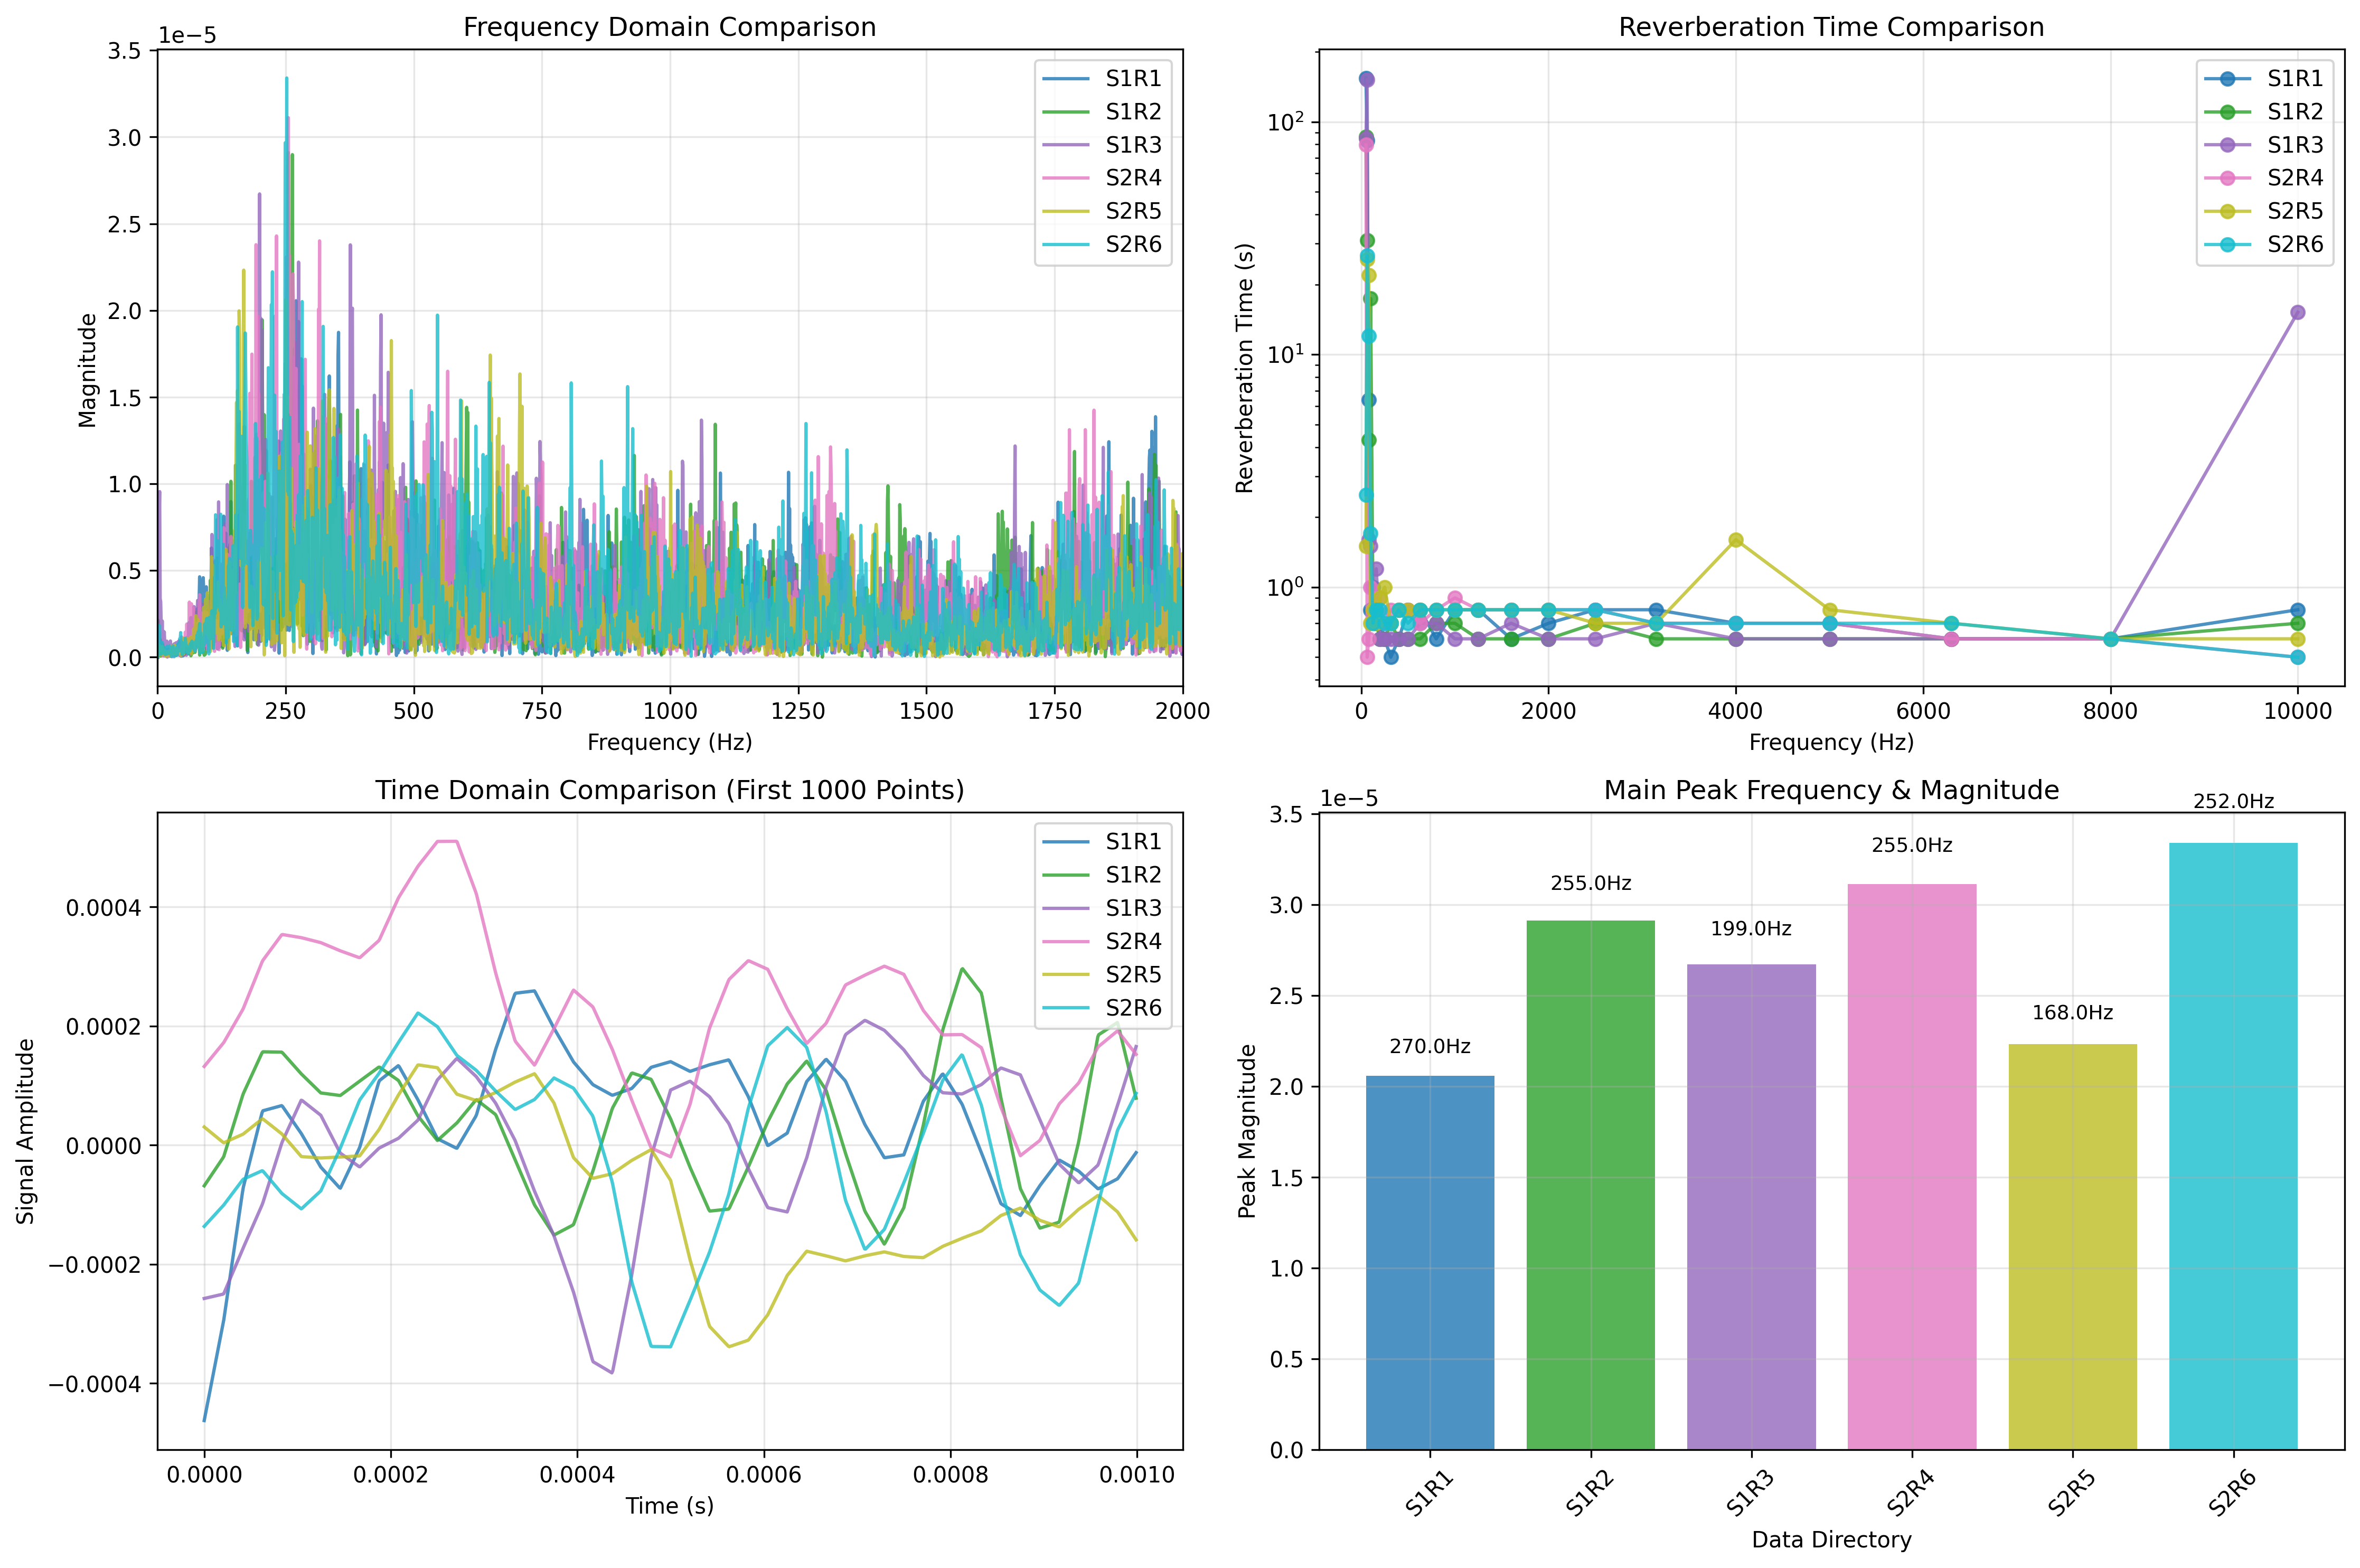 Frequency Domain Comparison
1e−5
3.5
3.0
2.5
2.0
1.5
1.0
0.5
0.0
Magnitude
0 250 500 750 1000 1250 1500 1750 2000
Frequency (Hz)
S1R1
S1R2
S1R3
S2R4
S2R5
S2R6
Reverberation Time Comparison
10²
10¹
10⁰
Reverberation Time (s)
0 2000 4000 6000 8000 10000
Frequency (Hz)
S1R1
S1R2
S1R3
S2R4
S2R5
S2R6
Time Domain Comparison (First 1000 Points)
0.0004
0.0002
0.0000
−0.0002
−0.0004
Signal Amplitude
0.0000 0.0002 0.0004 0.0006 0.0008 0.0010
Time (s)
S1R1
S1R2
S1R3
S2R4
S2R5
S2R6
Main Peak Frequency & Magnitude
1e−5
3.5
3.0
2.5
2.0
1.5
1.0
0.5
0.0
Peak Magnitude
270.0Hz
255.0Hz
199.0Hz
255.0Hz
168.0Hz
252.0Hz
S1R1 S1R2 S1R3 S2R4 S2R5 S2R6
Data Directory